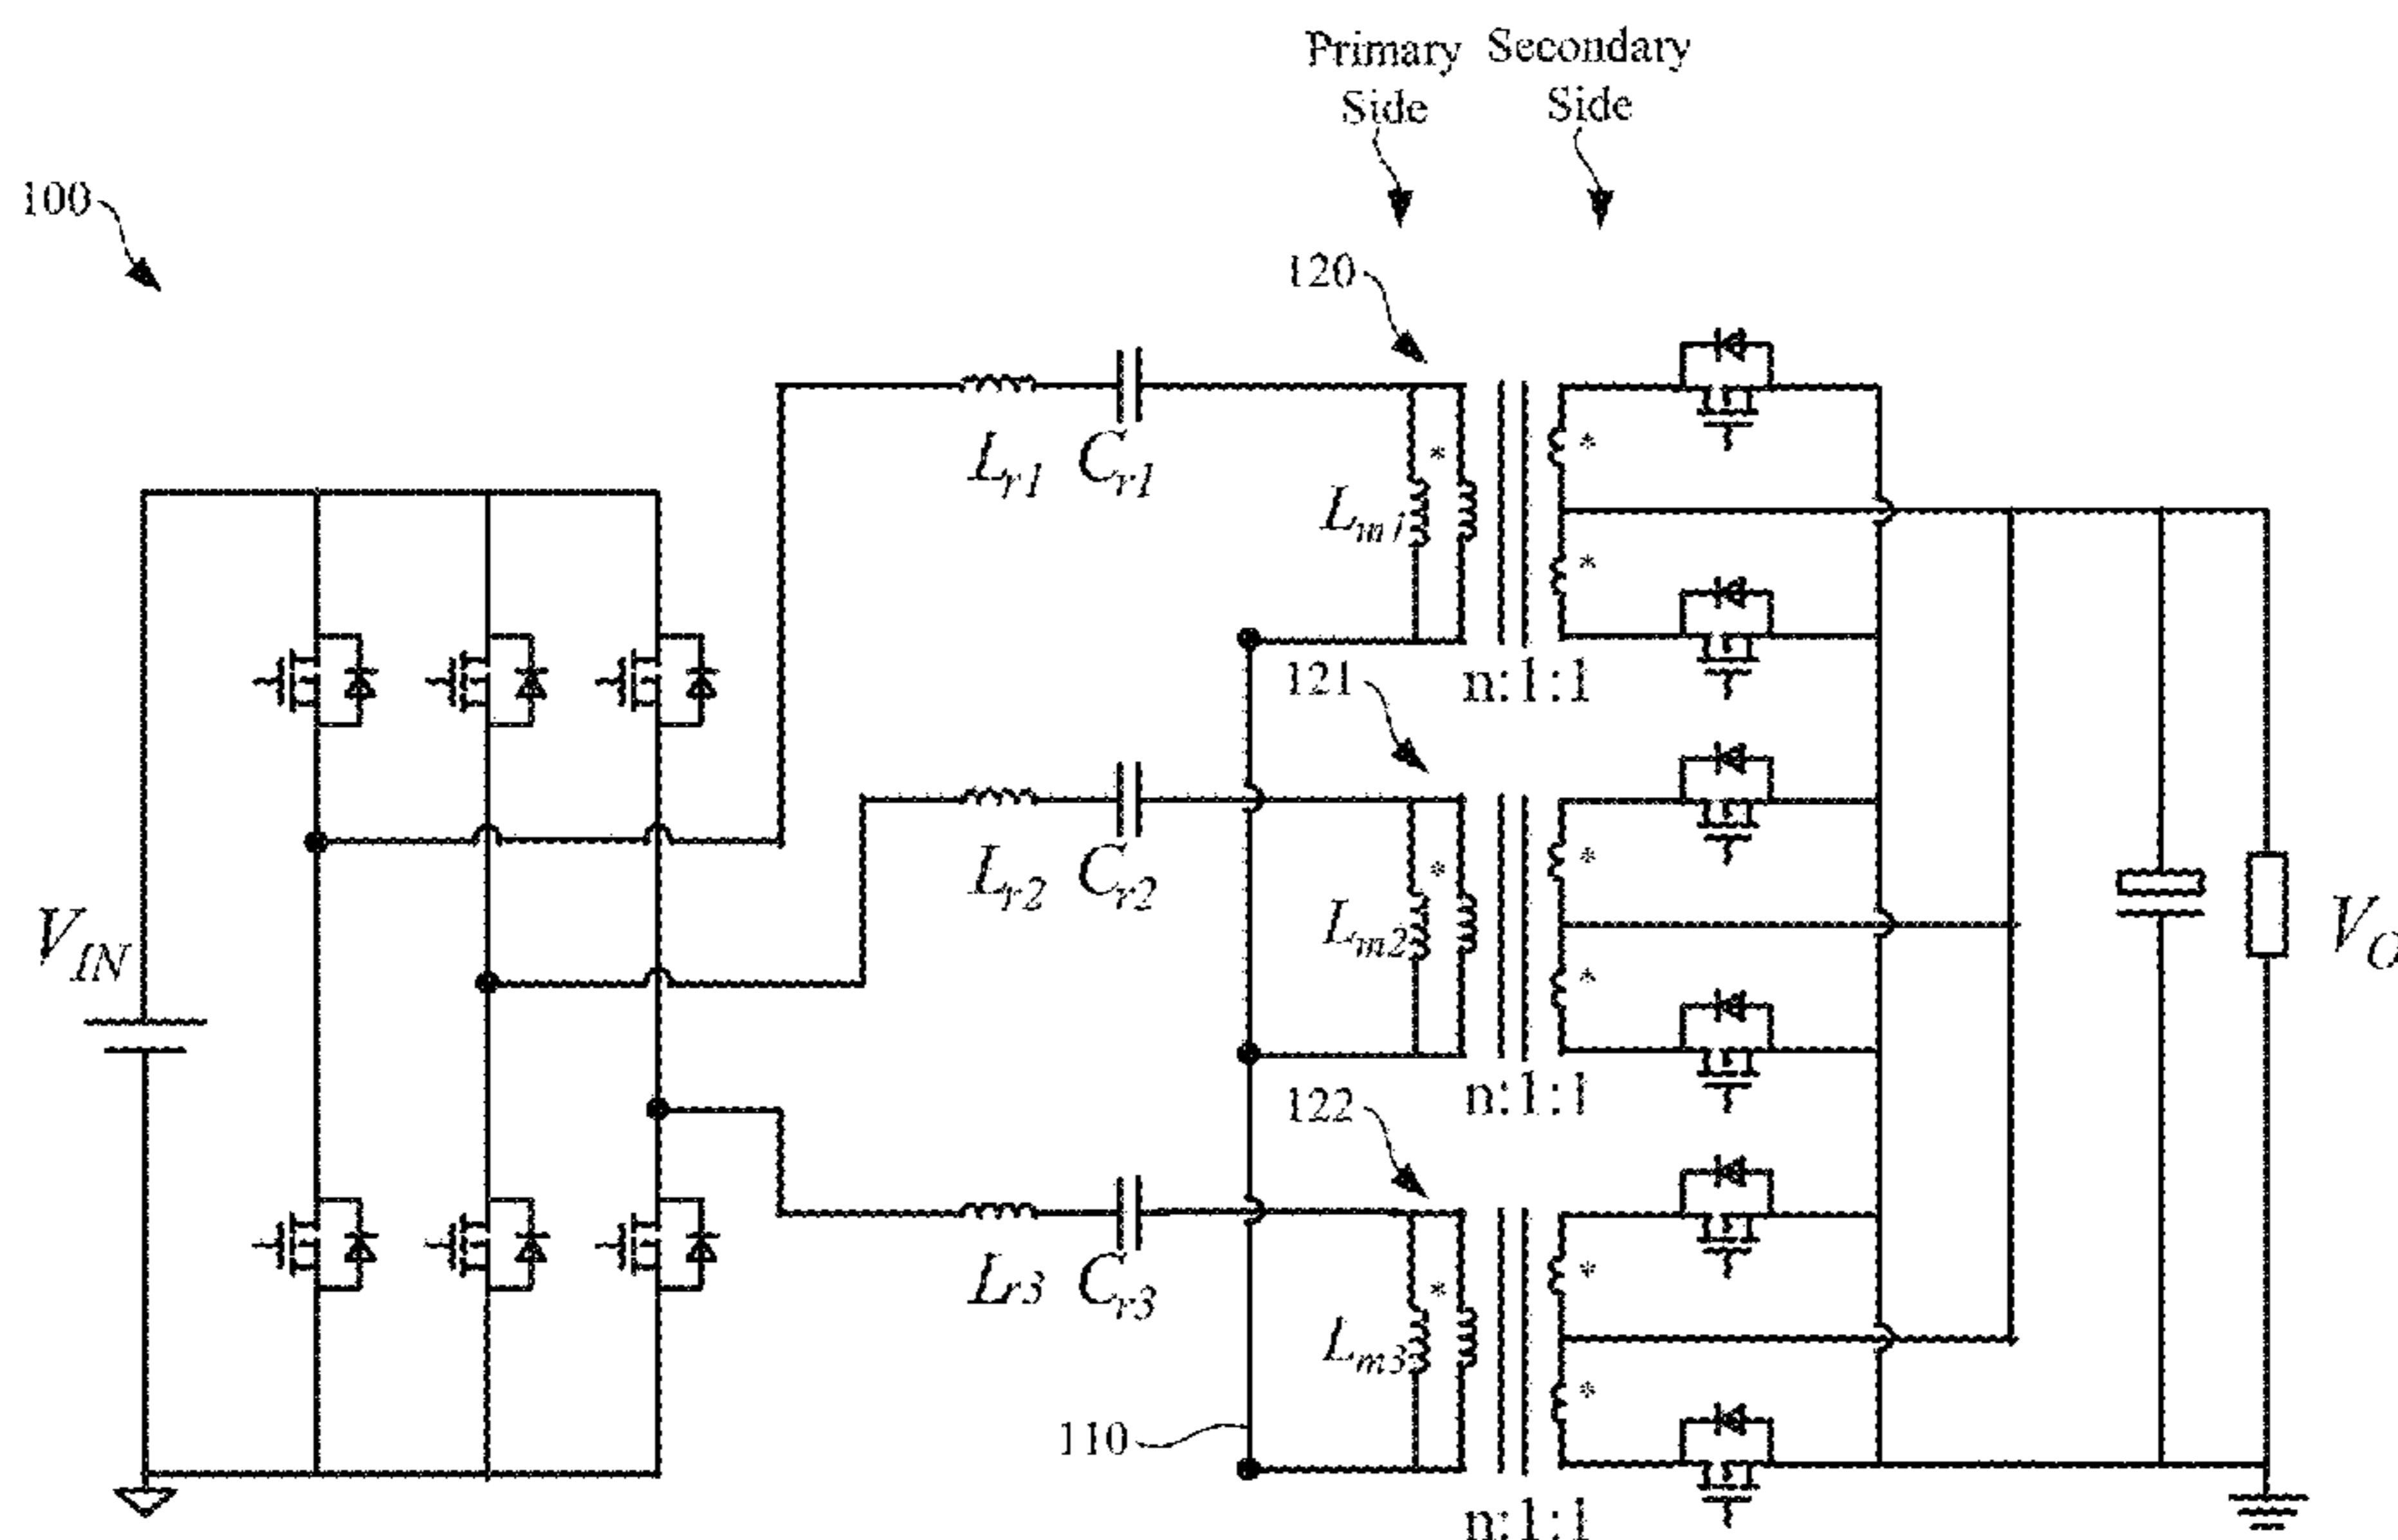 Primary Secondary
Side Side
100
120
Lr1 Cr1
*
*
Lm1
*
121
n:1:1
VIN
Lr2 Cr2
*
*
Lm2
*
122
n:1:1
Lr3 Cr3
*
*
Lm3
*
110
n:1:1
VO